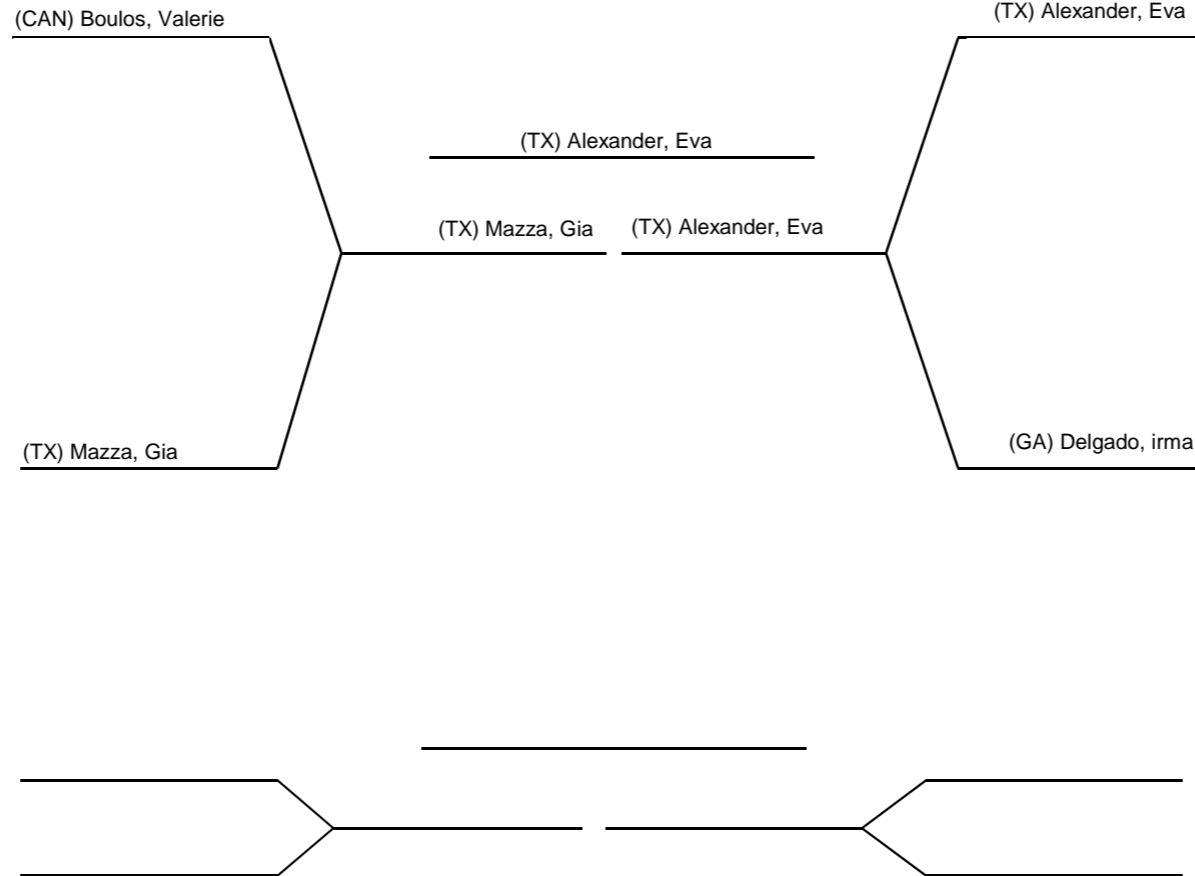 (CAN) Boulos, Valerie
(TX) Alexander, Eva
(TX) Alexander, Eva
(TX) Mazza, Gia
(TX) Alexander, Eva
(TX) Mazza, Gia
(GA) Delgado, irma